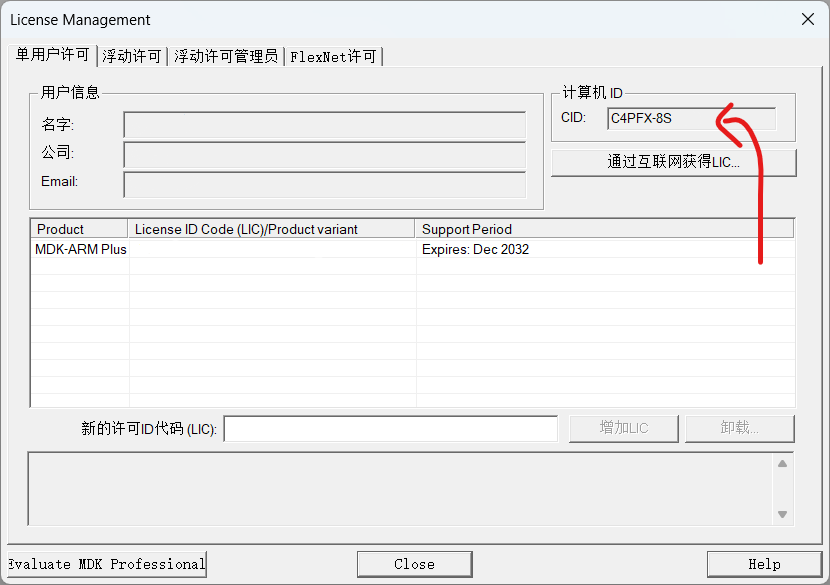 License Management
单用户许可 浮动许可 浮动许可管理员 FlexNet许可
用户信息
名字:
公司:
Email:
计算机 ID
CID: C4PFX-8S
通过互联网获得LIC...
Product License ID Code (LIC)/Product variant Support Period
MDK-ARM Plus Expires: Dec 2032
新的许可ID代码 (LIC): 增加LIC 卸载...
Evaluate MDK Professional Close Help